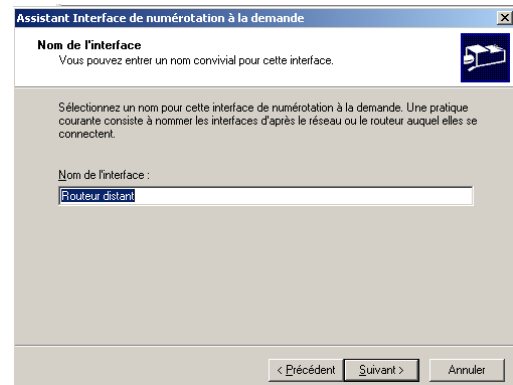 Assistant Interface de numérotation à la demande
Nom de l'interface
Vous pouvez entrer un nom convivial pour cette interface.
Sélectionnez un nom pour cette interface de numérotation à la demande. Une pratique
courante consiste à nommer les interfaces d'après le réseau ou le routeur auquel elles se
connectent.
Nom de l'interface :
Routeur distant
< Précédent Suivant > Annuler